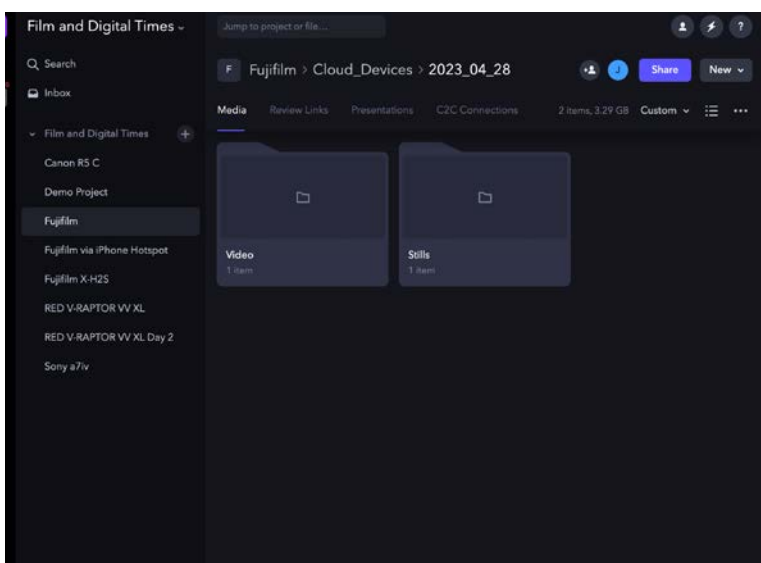 Film and Digital Times
Jump to project or file...
?
Search
Inbox
F Fujifilm > Cloud_Devices > 2023_04_28
J
Share
New
Media
Review Links
Presentations
C2C Connections
2 items, 3.29 GB
Custom
Film and Digital Times
+
Canon R5 C
Demo Project
Fujifilm
Fujifilm via iPhone Hotspot
Fujifilm X-H2S
RED V-RAPTOR VV XL
RED V-RAPTOR VV XL Day 2
Sony a7iv
Video
1 item
Stills
1 item